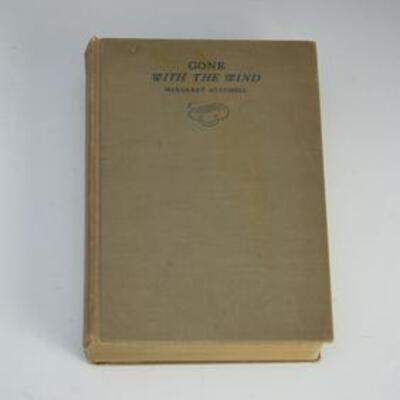 GONE
WITH THE WIND
MARGARET MITCHELL